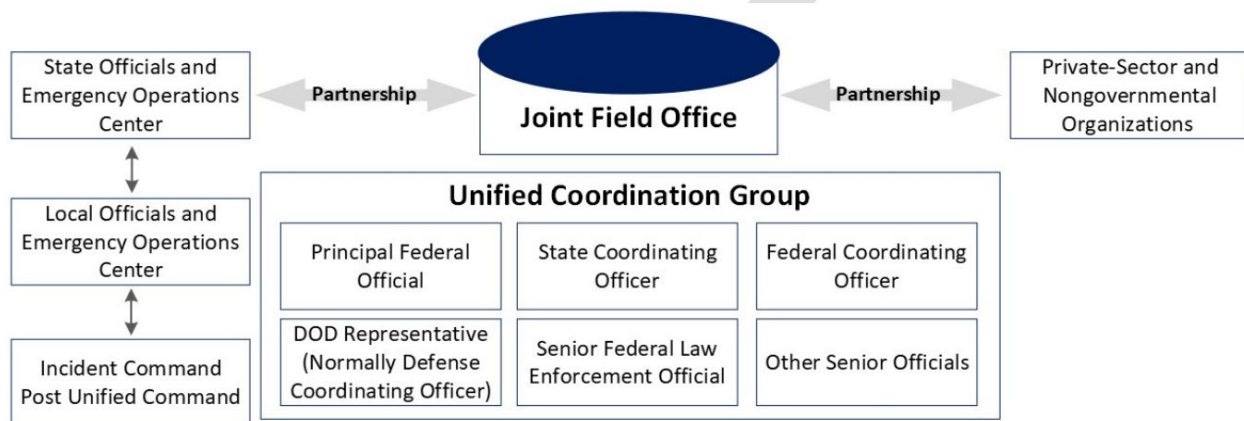 State Officials and
Emergency Operations
Center
Partnership
Joint Field Office
Partnership
Private-Sector and
Nongovernmental
Organizations
Local Officials and
Emergency Operations
Center
Incident Command
Post Unified Command
Unified Coordination Group
Principal Federal
Official
State Coordinating
Officer
Federal Coordinating
Officer
DOD Representative
(Normally Defense
Coordinating Officer)
Senior Federal Law
Enforcement Official
Other Senior Officials